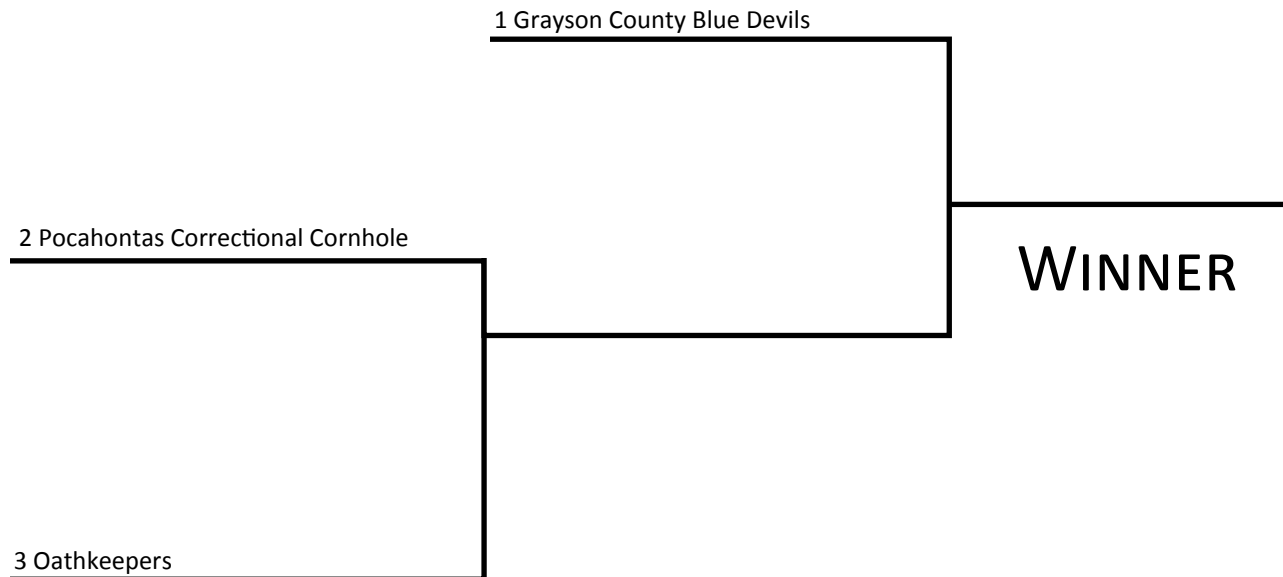 1 Grayson County Blue Devils
2 Pocahontas Correctional Cornhole
WINNER
3 Oathkeepers